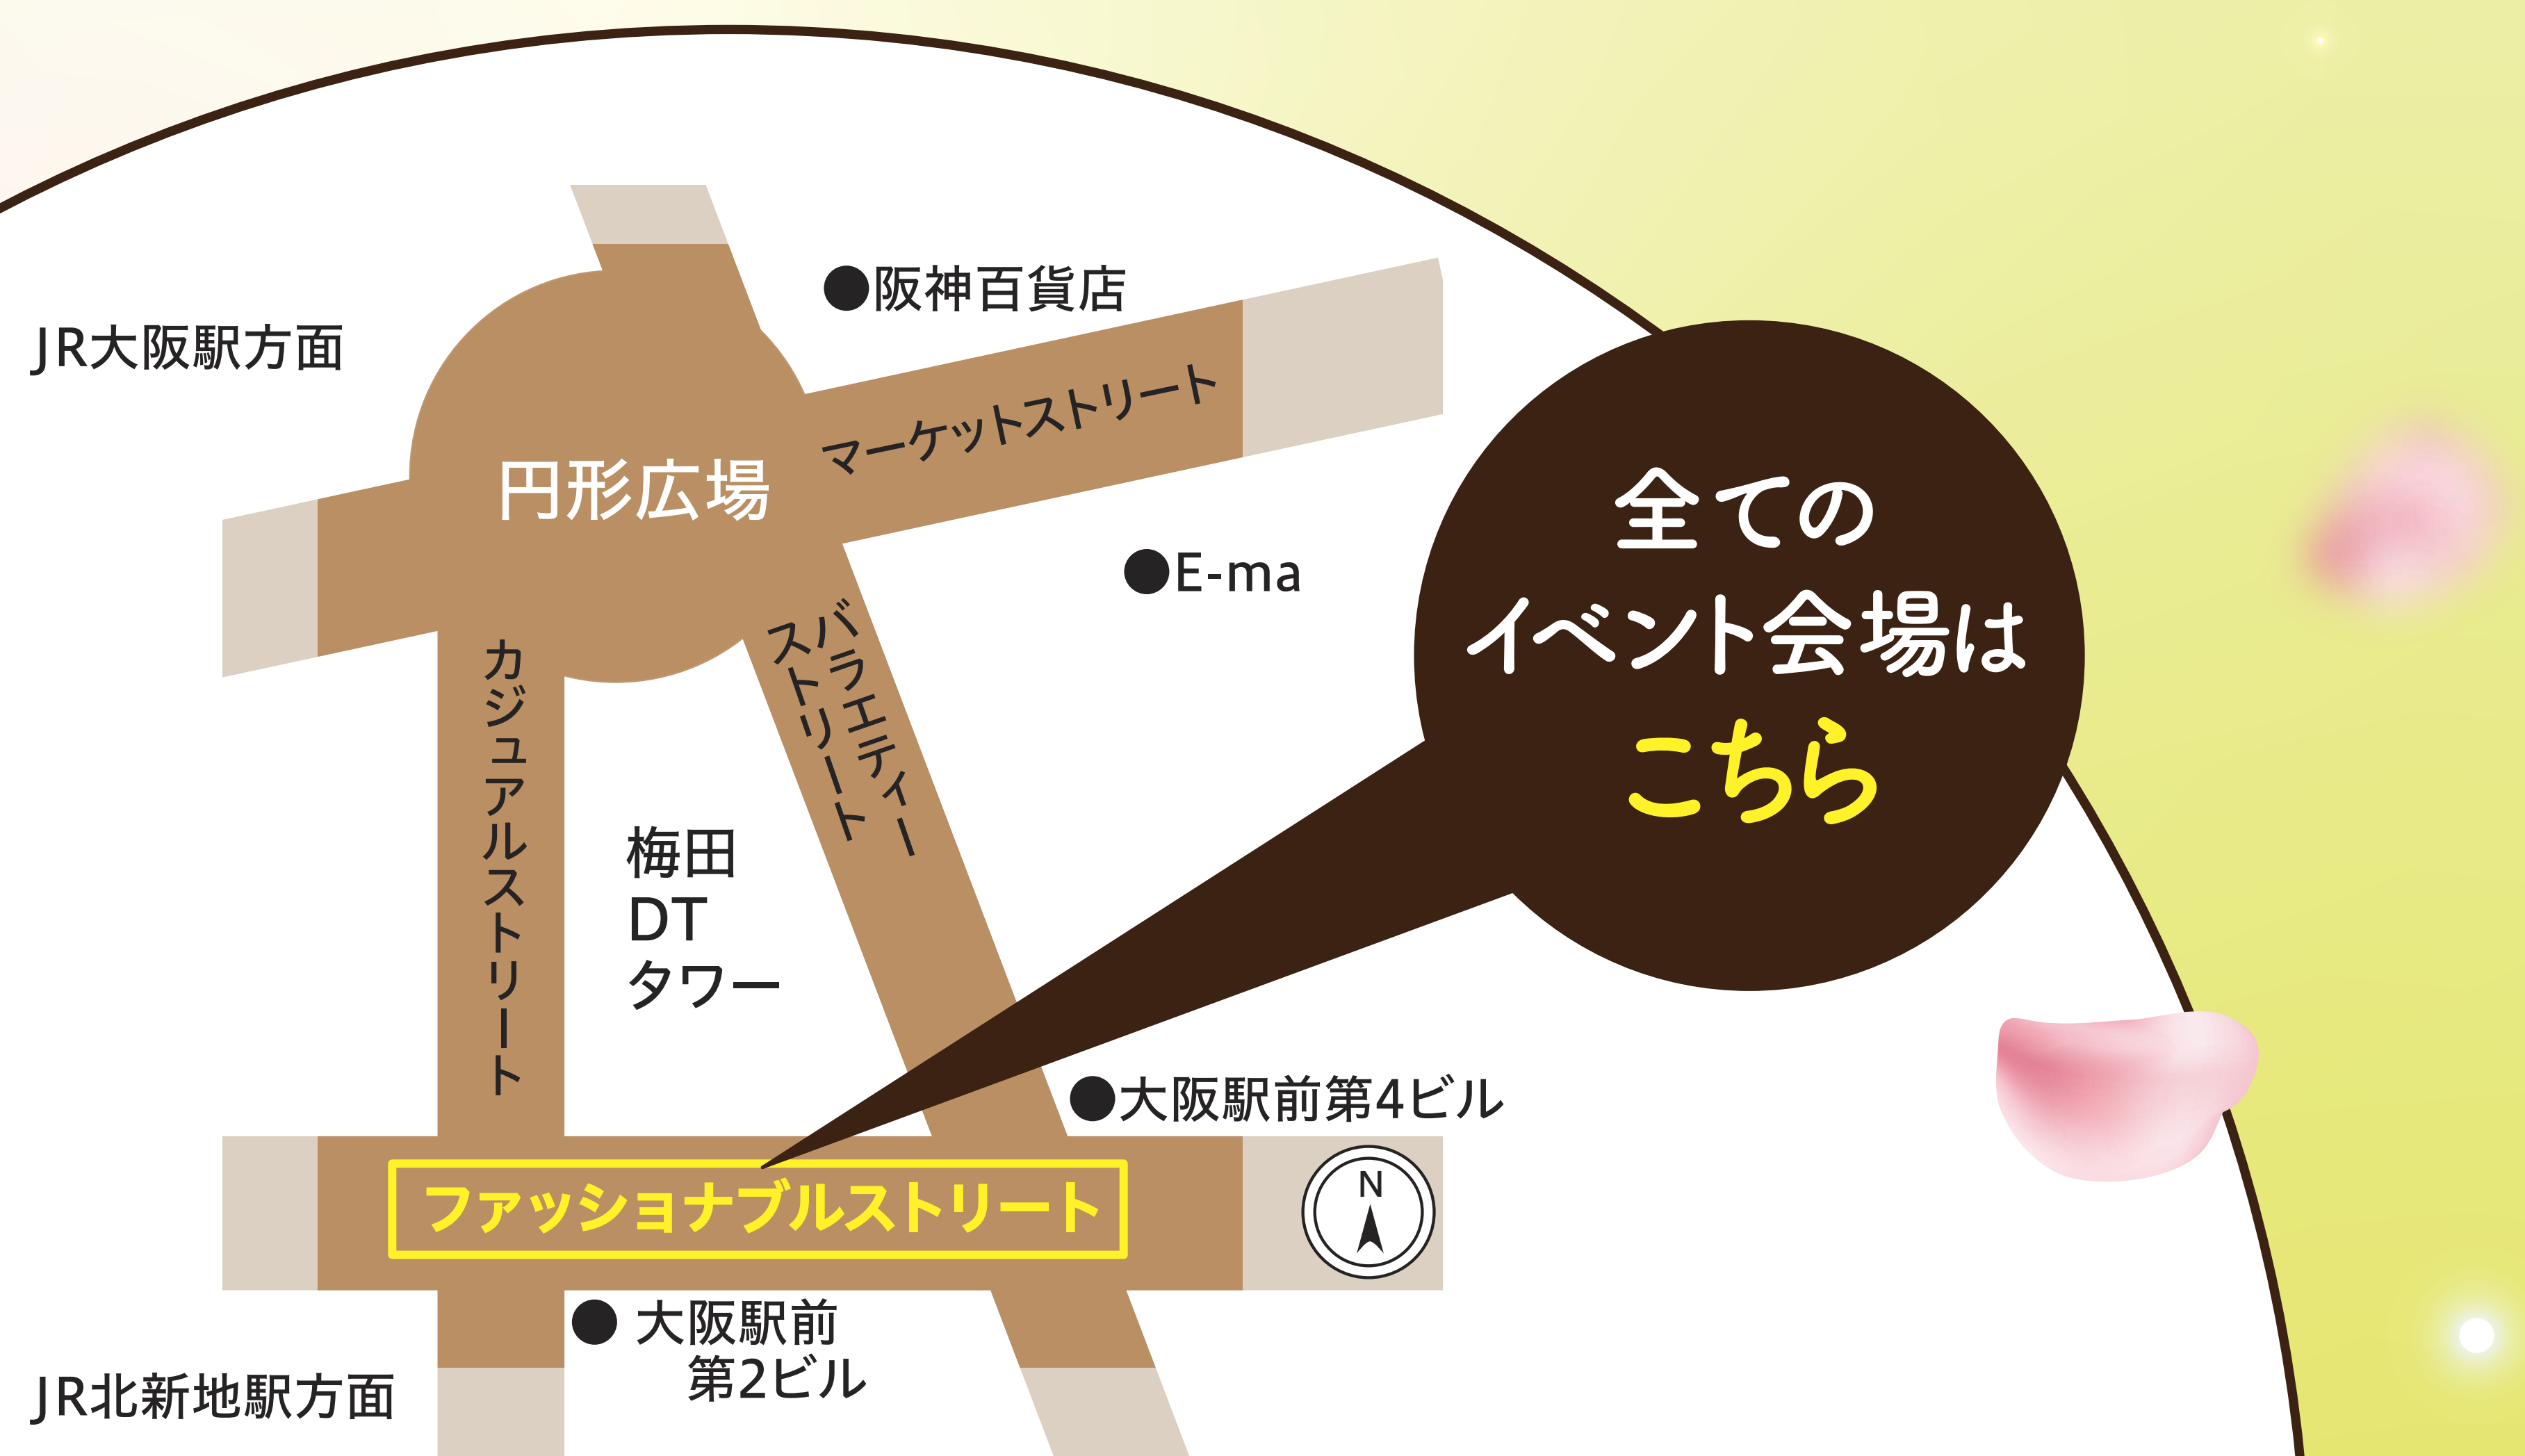 ●阪神百貨店
JR大阪駅方面
マーケットストリート
円形広場
●E-ma
全ての
イベント会場は
こちら
カジュアルストリート
バラエティー
ストリート
梅田
DT
タワー
●大阪駅前第4ビル
ファッショナブルストリート
N
●大阪駅前
第2ビル
JR北新地駅方面